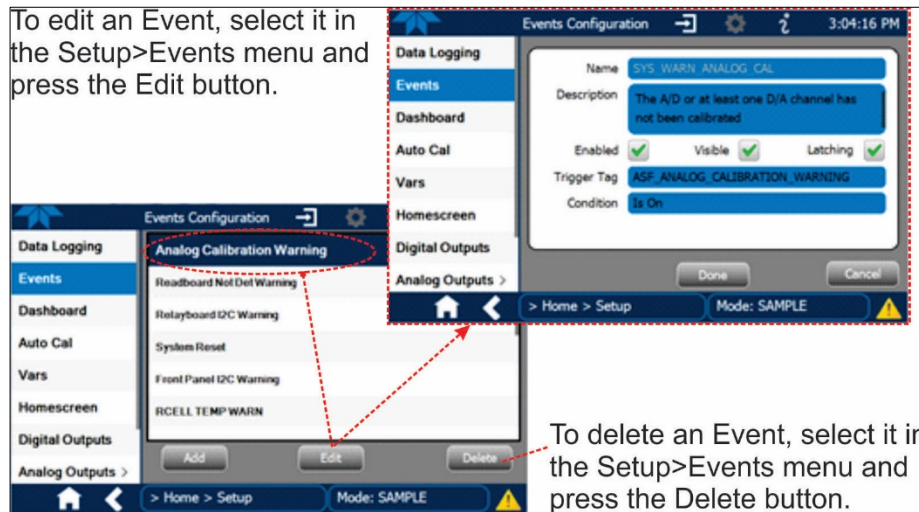 To edit an Event, select it in
the Setup>Events menu and
press the Edit button.
Events Configuration 3:04:16 PM
Data Logging
Events
Dashboard
Auto Cal
Vars
Homescreen
Digital Outputs
Analog Outputs >
Name SYS_WARN_ANALOG_CAL
Description The A/D or at least one D/A channel has
not been calibrated
Enabled Visible Latching
Trigger Tag ASF_ANALOG_CALIBRATION_WARNING
Condition Is On
Done Cancel
> Home > Setup Mode: SAMPLE
Events Configuration
Data Logging
Events
Dashboard
Auto Cal
Vars
Homescreen
Digital Outputs
Analog Outputs >
Analog Calibration Warning
Readboard Not Det Warning
Relayboard I2C Warning
System Reset
Front Panel I2C Warning
RCELL TEMP WARN
Add Edit Delete
> Home > Setup Mode: SAMPLE
To delete an Event, select it in
the Setup>Events menu and
press the Delete button.